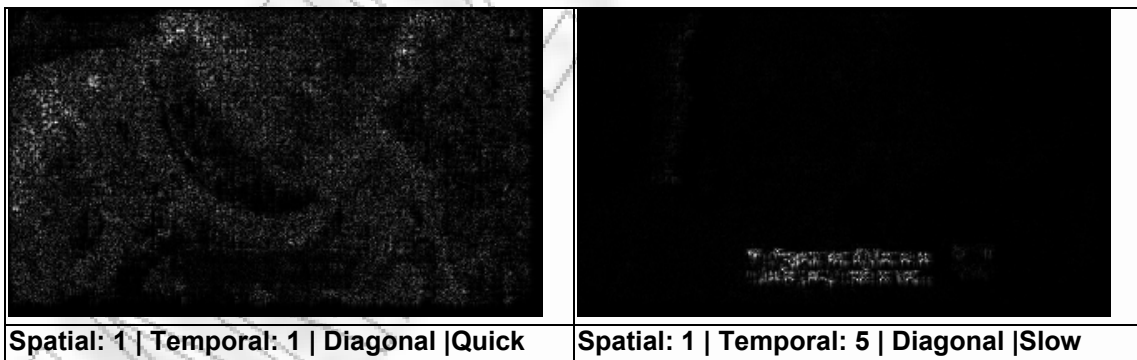 Spatial: 1 | Temporal: 1 | Diagonal |Quick
Spatial: 1 | Temporal: 5 | Diagonal |Slow